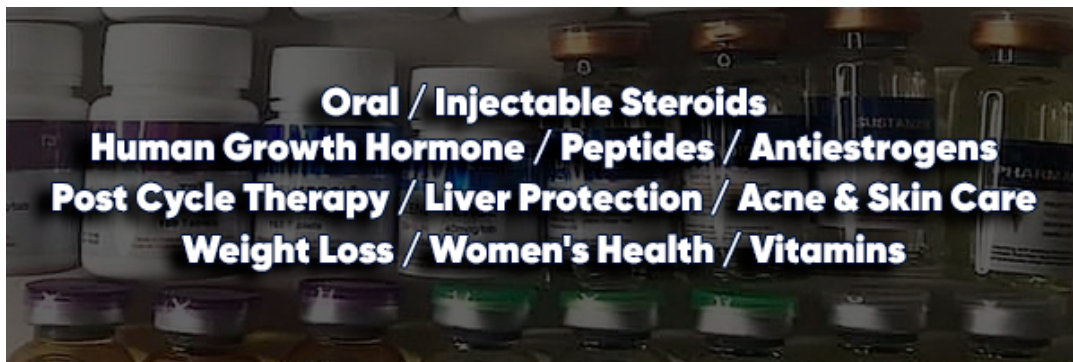 Oral / Injectable Steroids
Human Growth Hormone / Peptides / Antiestrogens
Post Cycle Therapy / Liver Protection / Acne & Skin Care
Weight Loss / Women's Health / Vitamins